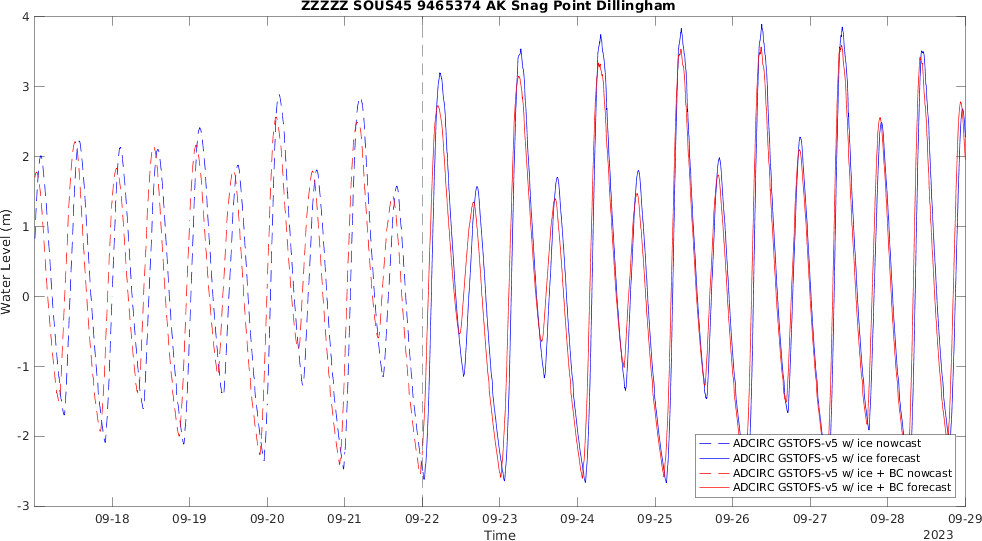 ZZZZZ SOUS45 9465374 AK Snag Point Dillingham
4
3
2
1
0
-1
-2
-3
Water Level (m)
ADCIRC GSTOFS-v5 w/ ice nowcast
ADCIRC GSTOFS-v5 w/ ice forecast
ADCIRC GSTOFS-v5 w/ ice + BC nowcast
ADCIRC GSTOFS-v5 w/ ice + BC forecast
09-18 09-19 09-20 09-21 09-22 09-23 09-24 09-25 09-26 09-27 09-28 09-29
Time
2023